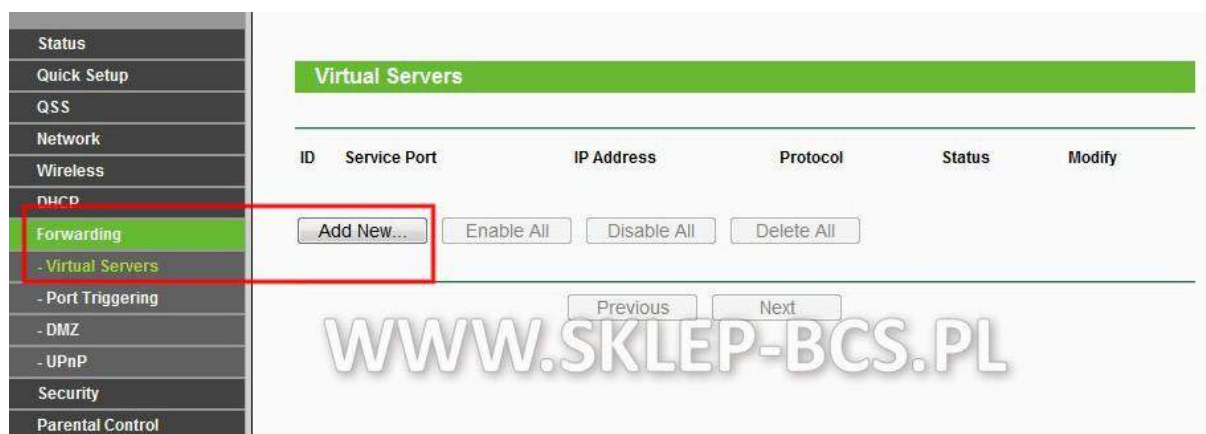 Status
Quick Setup
QSS
Network
Wireless
DHCP
Forwarding
- Virtual Servers
- Port Triggering
- DMZ
- UPnP
Security
Parental Control
Virtual Servers
ID Service Port IP Address Protocol Status Modify
Add New... Enable All Disable All Delete All
Previous Next
WWW.SKLEP-BCS.PL